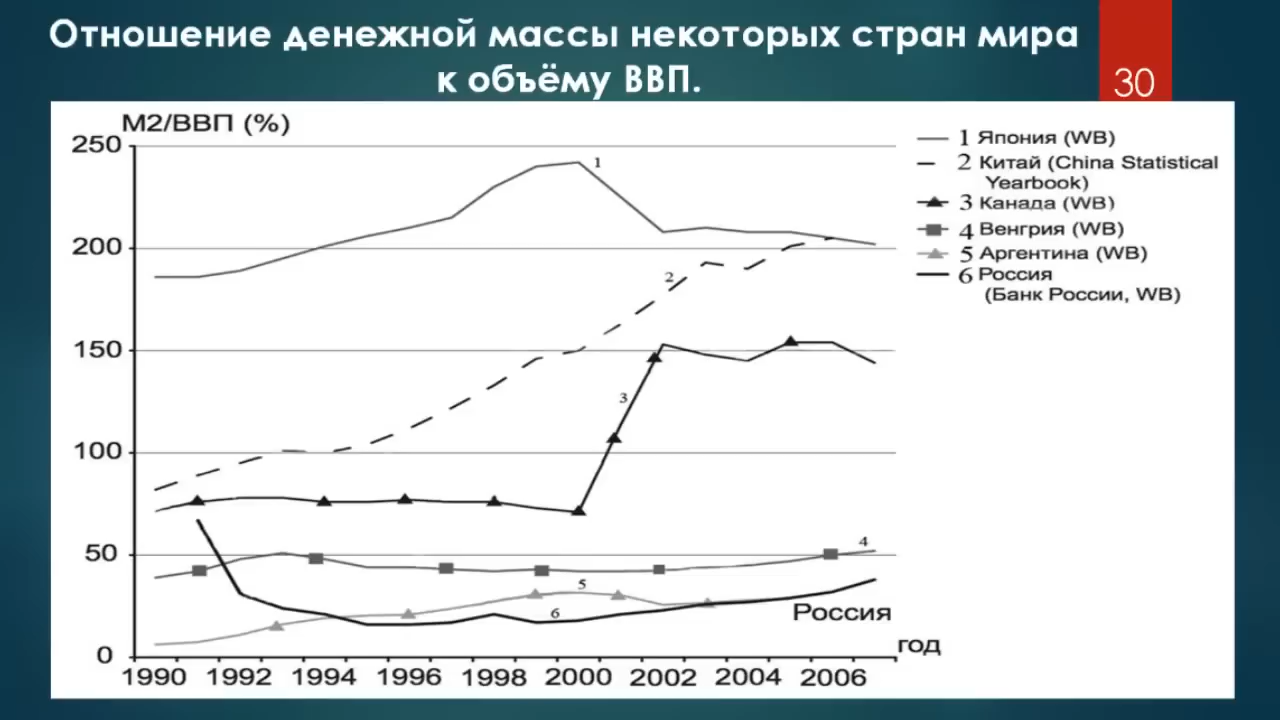 Отношение денежной массы некоторых стран мира
к объёму ВВП.
30
М2/ВВП (%)
250
200
150
100
50
0
1990 1992 1994 1996 1998 2000 2002 2004 2006
год
1
2
3
4
5
6
Россия
1 Япония (WB)
2 Китай (China Statistical
Yearbook)
3 Канада (WB)
4 Венгрия (WB)
5 Аргентина (WB)
6 Россия
(Банк России, WB)